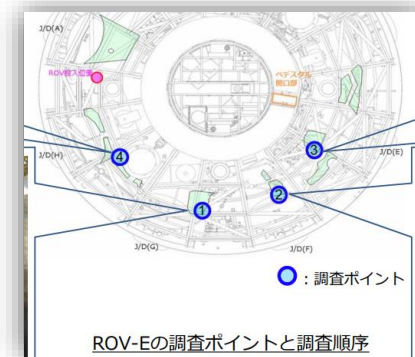 J/D(A)
ROV投入位置
ペデスタル
開口部
J/D(H)
4
3
J/D(E)
2
1
J/D(G)
J/D(F)
：調査ポイント
ROV-Eの調査ポイントと調査順序